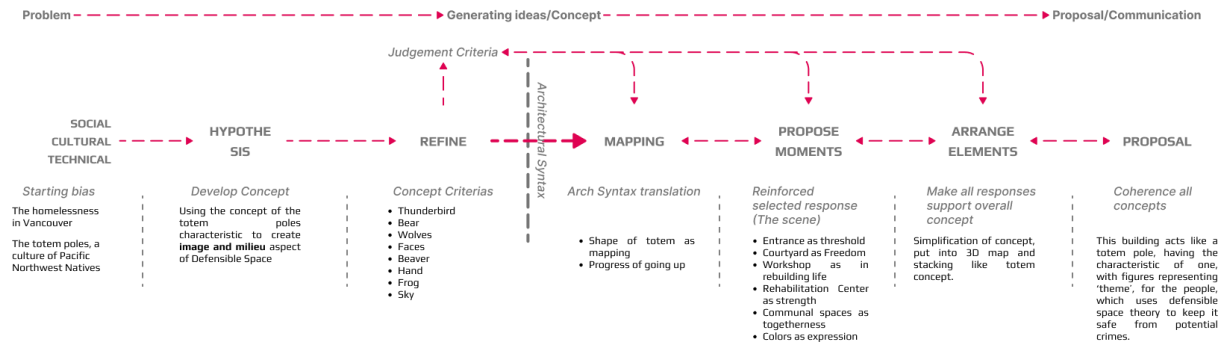 Problem
Generating ideas/Concept
Proposal/Communication
Judgement Criteria
Architectural Syntax
SOCIAL
CULTURAL
TECHNICAL
HYPOTHE
SIS
REFINE
MAPPING
PROPOSE
MOMENTS
ARRANGE
ELEMENTS
PROPOSAL
Starting bias
The homelessness
in Vancouver
The totem poles, a
culture of Pacific
Northwest Natives
Develop Concept
Using the concept of the
totem poles
characteristic to create
image and milieu aspect
of Defensible Space
Concept Criterias
• Thunderbird
• Bear
• Wolves
• Faces
• Beaver
• Hand
• Frog
• Sky
Arch Syntax translation
• Shape of totem as
mapping
• Progress of going up
Reinforced
selected response
(The scene)
• Entrance as threshold
• Courtyard as Freedom
• Workshop as in
rebuilding life
• Rehabilitation Center
as strength
• Communal spaces as
togetherness
• Colors as expression
Make all responses
support overall
concept
Simplification of concept,
put into 3D map and
stacking like totem
concept.
Coherence all
concepts
This building acts like a
totem pole, having the
characteristic of one,
with figures representing
‘theme’, for the people,
which uses defensible
space theory to keep it
safe from potential
crimes.